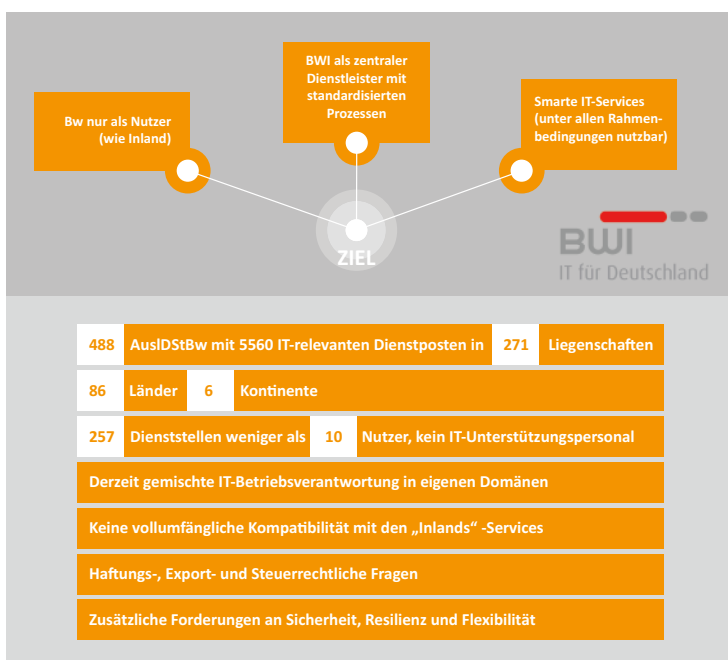 BWI als zentraler
Dienstleister mit
standardisierten
Prozessen
Bw nur als Nutzer
(wie Inland)
Smarte IT-Services
(unter allen Rahmen-
bedingungen nutzbar)
ZIEL
BWI
IT für Deutschland
488 AuslDStBw mit 5560 IT-relevanten Dienstposten in 271 Liegenschaften
86 Länder 6 Kontinente
257 Dienststellen weniger als 10 Nutzer, kein IT-Unterstützungspersonal
Derzeit gemischte IT-Betriebsverantwortung in eigenen Domänen
Keine vollumfängliche Kompatibilität mit den „Inlands“ -Services
Haftungs-, Export- und Steuerrechtliche Fragen
Zusätzliche Forderungen an Sicherheit, Resilienz und Flexibilität